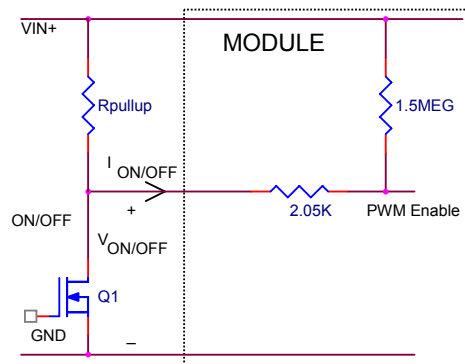 VIN+
MODULE
Rpullup
1.5MEG
I ON/OFF
+
2.05K
PWM Enable
ON/OFF
V ON/OFF
Q1
GND
–